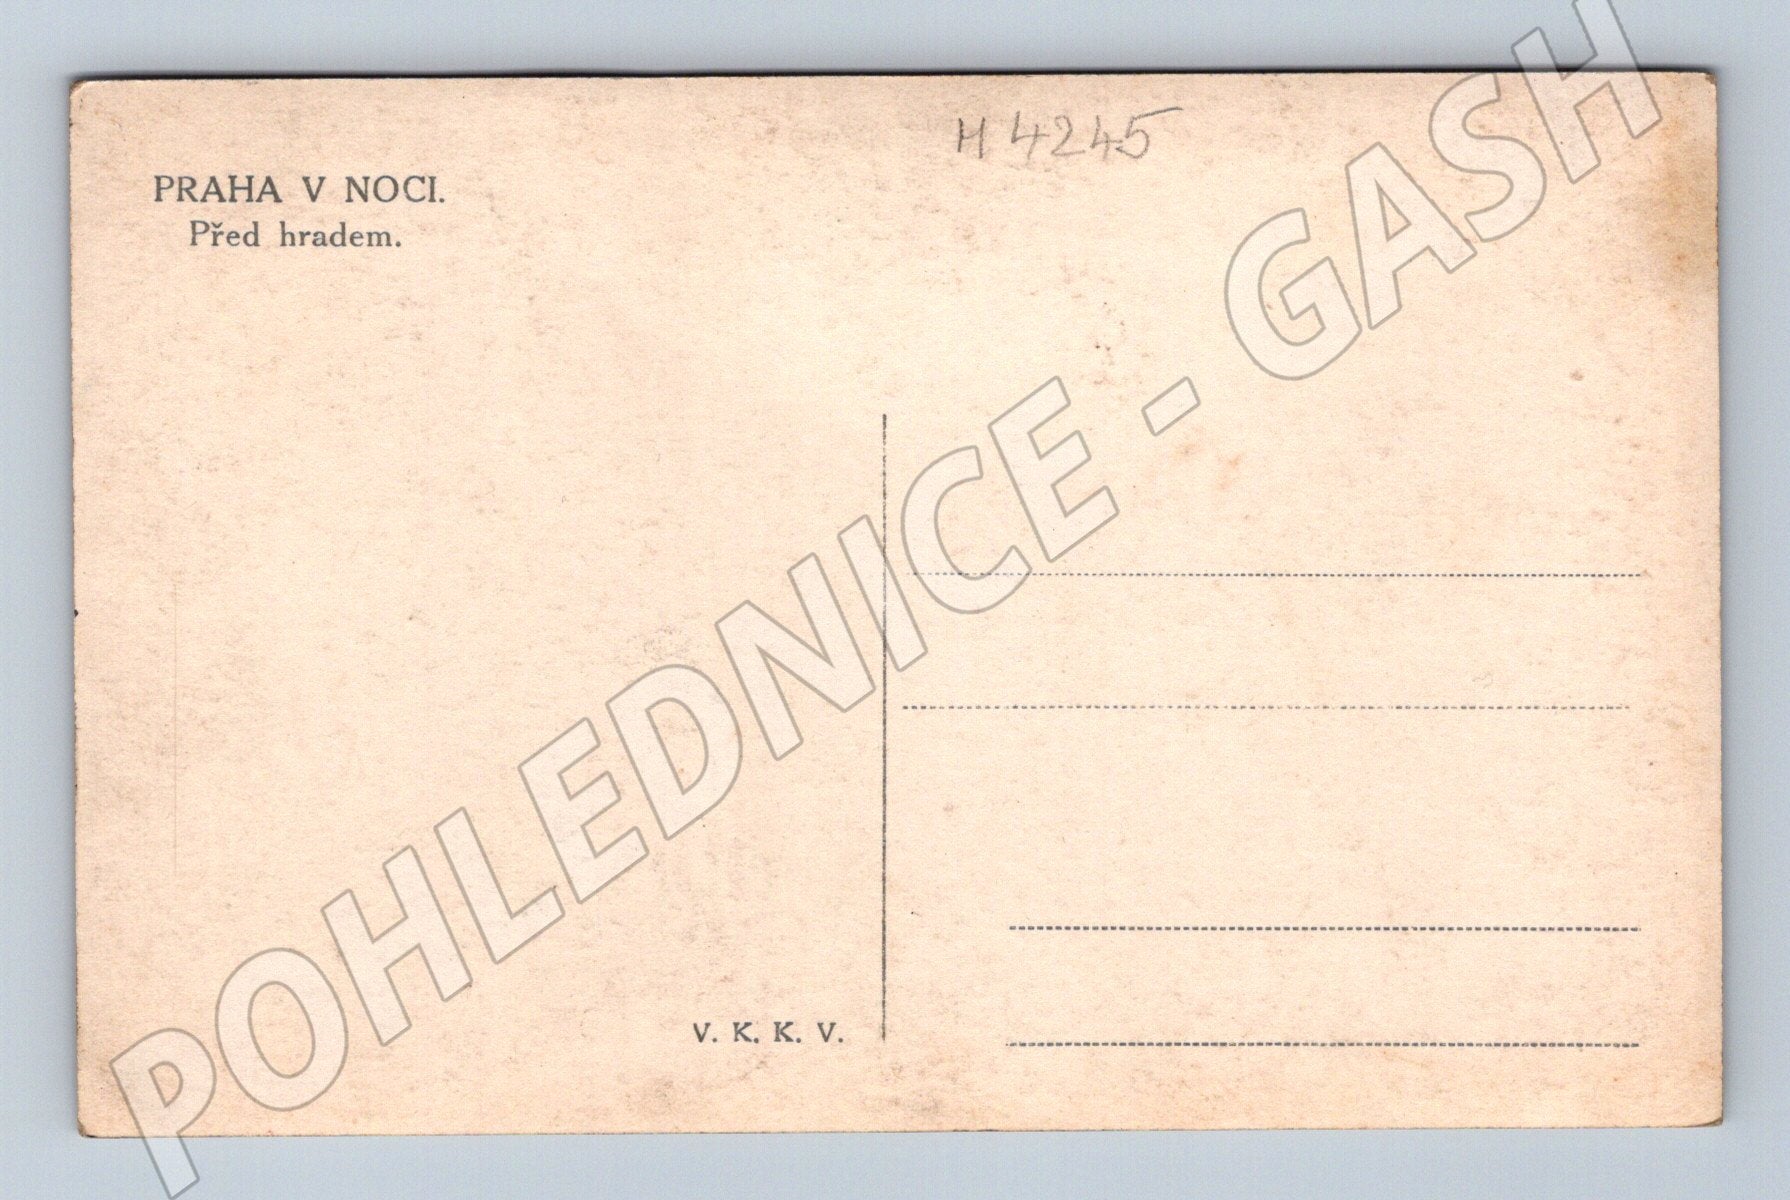 H 4245
PRAHA V NOCI.
Před hradem.
POHLEDNICE - GASH
V. K. K. V.